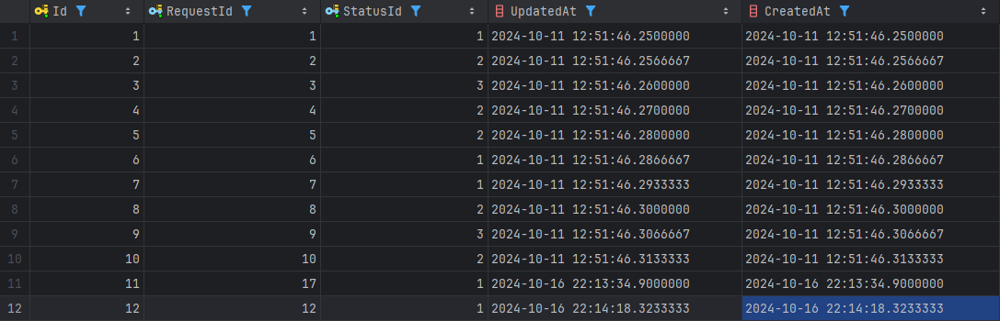 Id RequestId StatusId UpdatedAt CreatedAt
1 1 1 1 2024-10-11 12:51:46.2500000 2024-10-11 12:51:46.2500000
2 2 2 2 2024-10-11 12:51:46.2566667 2024-10-11 12:51:46.2566667
3 3 3 3 2024-10-11 12:51:46.2600000 2024-10-11 12:51:46.2600000
4 4 4 2 2024-10-11 12:51:46.2700000 2024-10-11 12:51:46.2700000
5 5 5 2 2024-10-11 12:51:46.2800000 2024-10-11 12:51:46.2800000
6 6 6 1 2024-10-11 12:51:46.2866667 2024-10-11 12:51:46.2866667
7 7 7 1 2024-10-11 12:51:46.2933333 2024-10-11 12:51:46.2933333
8 8 8 2 2024-10-11 12:51:46.3000000 2024-10-11 12:51:46.3000000
9 9 9 3 2024-10-11 12:51:46.3066667 2024-10-11 12:51:46.3066667
10 10 10 2 2024-10-11 12:51:46.3133333 2024-10-11 12:51:46.3133333
11 11 17 1 2024-10-16 22:13:34.9000000 2024-10-16 22:13:34.9000000
12 12 12 1 2024-10-16 22:14:18.3233333 2024-10-16 22:14:18.3233333